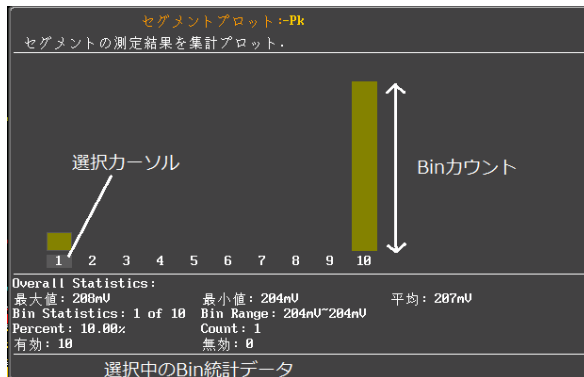 セグメントプロット:-Pk
セグメントの測定結果を集計プロット.
選択カーソル
Binカウント
1 2 3 4 5 6 7 8 9 10
Overall Statistics:
最大値: 208mV 最小値: 204mV 平均: 207mV
Bin Statistics: 1 of 10 Bin Range: 204mV~204mV
Percent: 10.00% Count: 1
有効: 10 無効: 0
選択中のBin統計データ